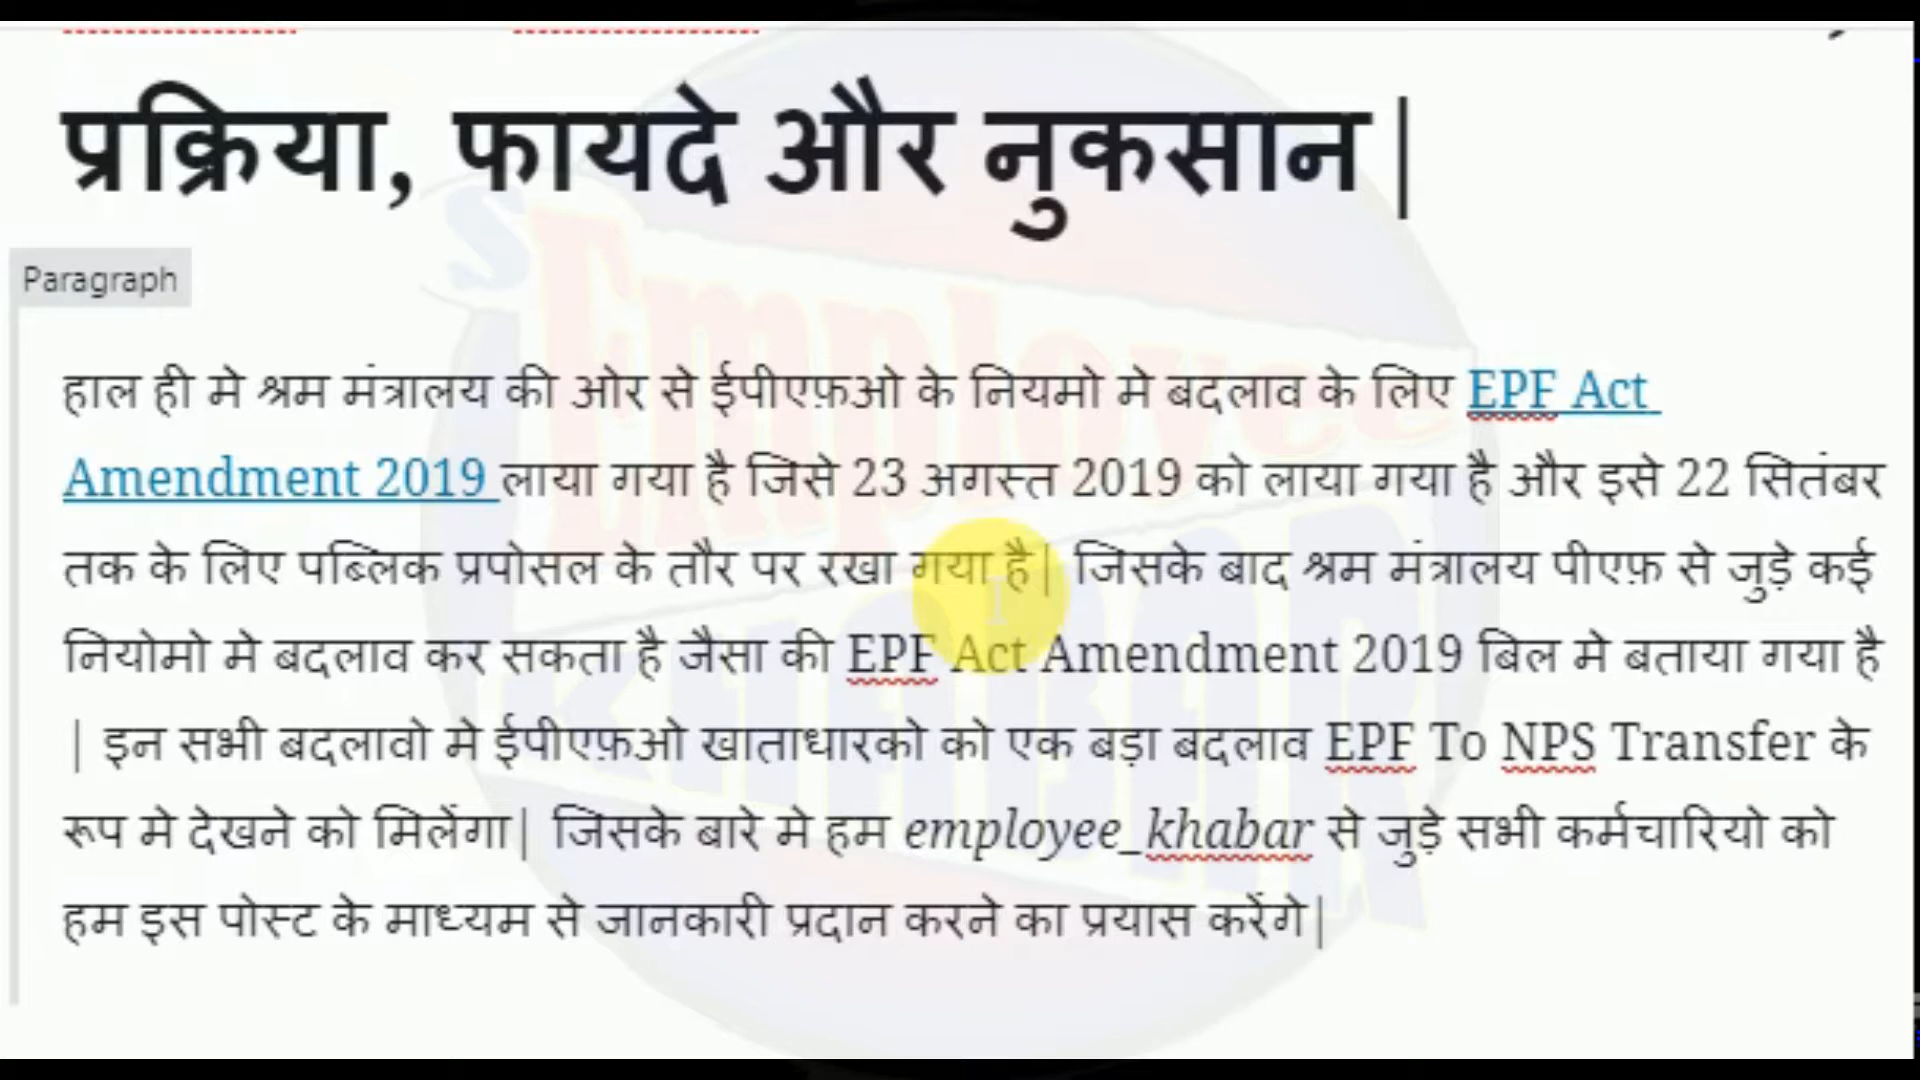 प्रक्रिया, फायदे और नुकसान|
Paragraph
हाल ही मे श्रम मंत्रालय की ओर से ईपीएफ़ओ के नियमो मे बदलाव के लिए EPF Act
Amendment 2019 लाया गया है जिसे 23 अगस्त 2019 को लाया गया है और इसे 22 सितंबर
तक के लिए पब्लिक प्रपोसल के तौर पर रखा गया है| जिसके बाद श्रम मंत्रालय पीएफ़ से जुड़े कई
नियोमो मे बदलाव कर सकता है जैसा की EPF Act Amendment 2019 बिल मे बताया गया है
| इन सभी बदलावो मे ईपीएफ़ओ खाताधारको को एक बड़ा बदलाव EPF To NPS Transfer के
रूप मे देखने को मिलेंगा| जिसके बारे मे हम employee_khabar से जुड़े सभी कर्मचारियो को
हम इस पोस्ट के माध्यम से जानकारी प्रदान करने का प्रयास करेंगे|
S
Employee
KHABAR